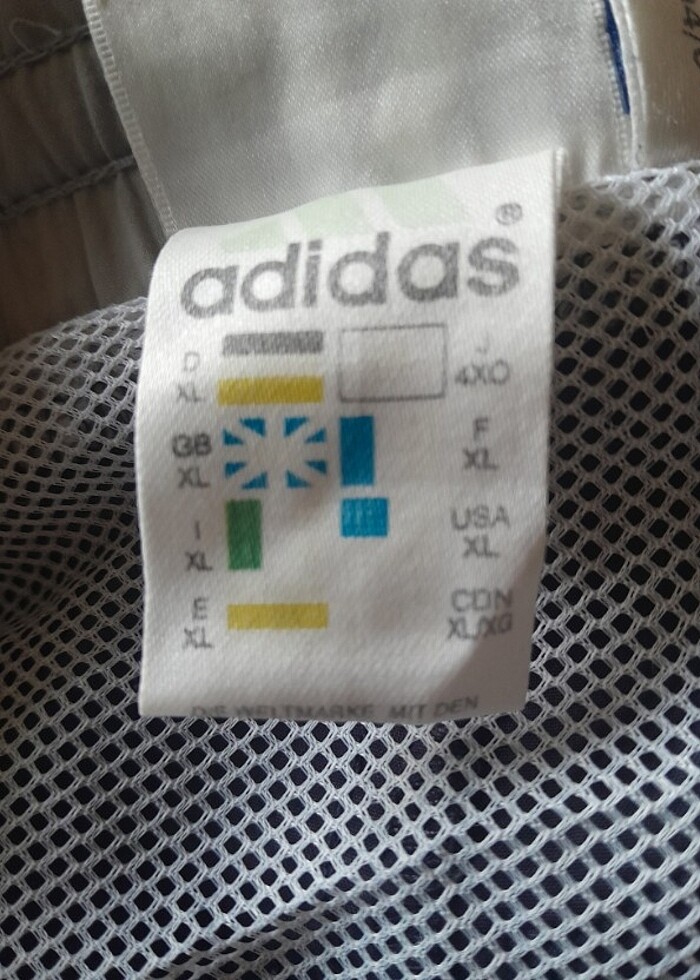 adidas®
D J
XL 4XO
GB F
XL XL
I USA
XL XL
E CDN
XL XL/XG
DIE WELTMARKE MIT DEN